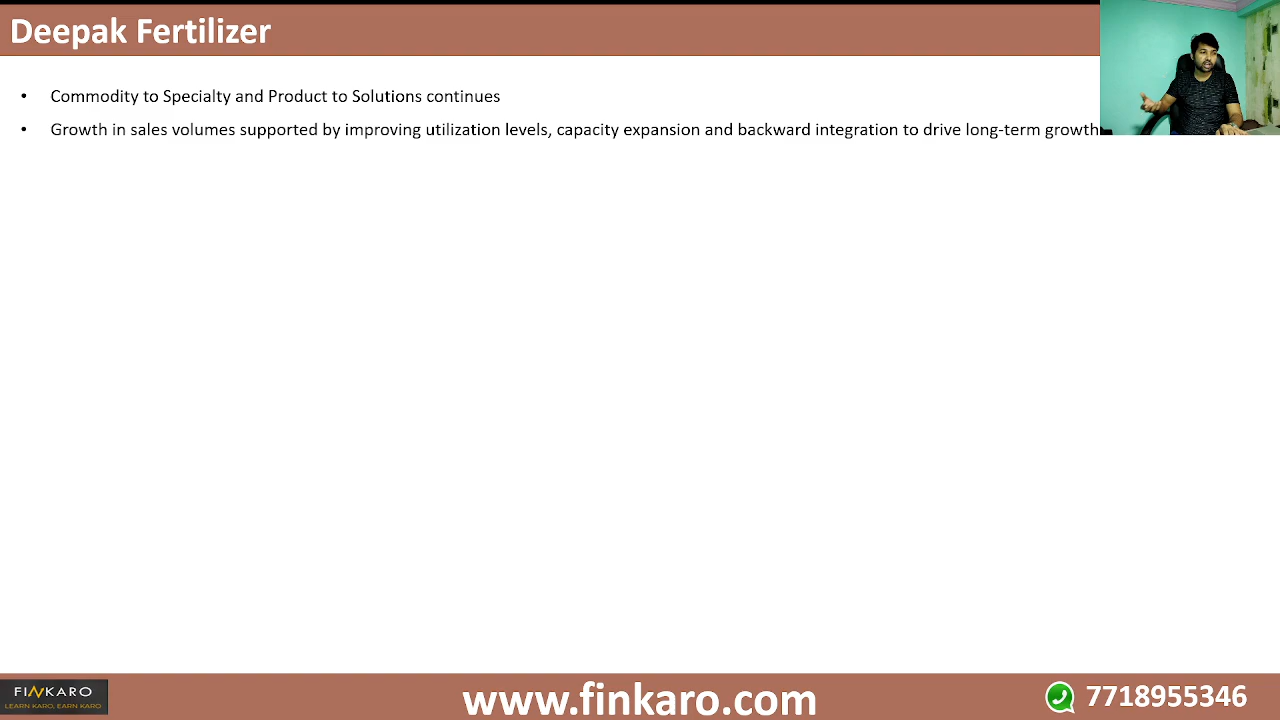 Deepak Fertilizer
• Commodity to Specialty and Product to Solutions continues
• Growth in sales volumes supported by improving utilization levels, capacity expansion and backward integration to drive long-term growth
FINKARO
LEARN KARO, EARN KARO
www.finkaro.com
7718955346